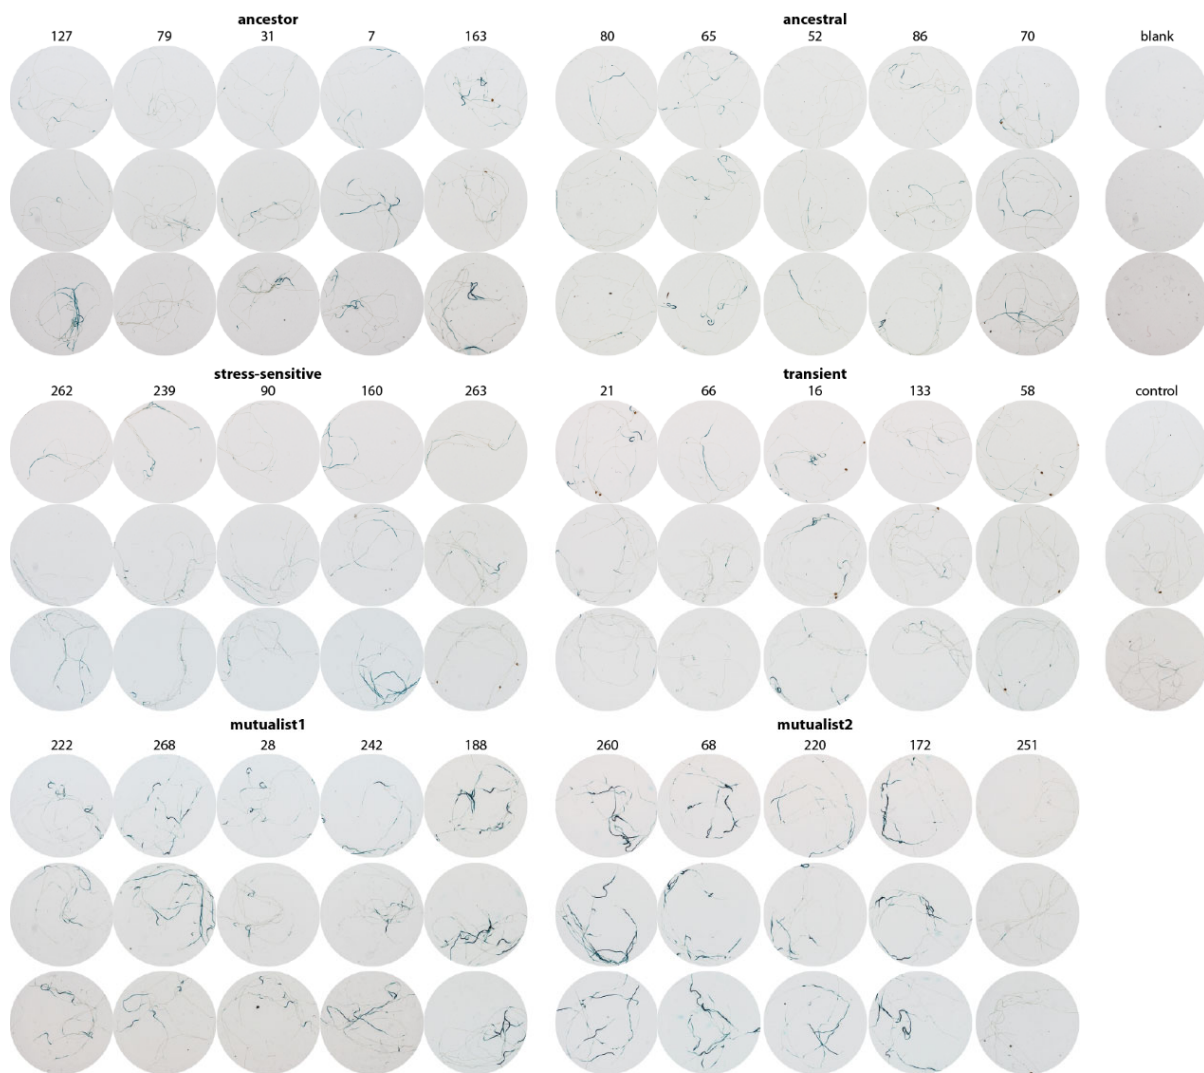 ancestor ancestral
127 79 31 7 163 80 65 52 86 70 blank
stress-sensitive transient
262 239 90 160 263 21 66 16 133 58 control
mutualist1 mutualist2
222 268 28 242 188 260 68 220 172 251